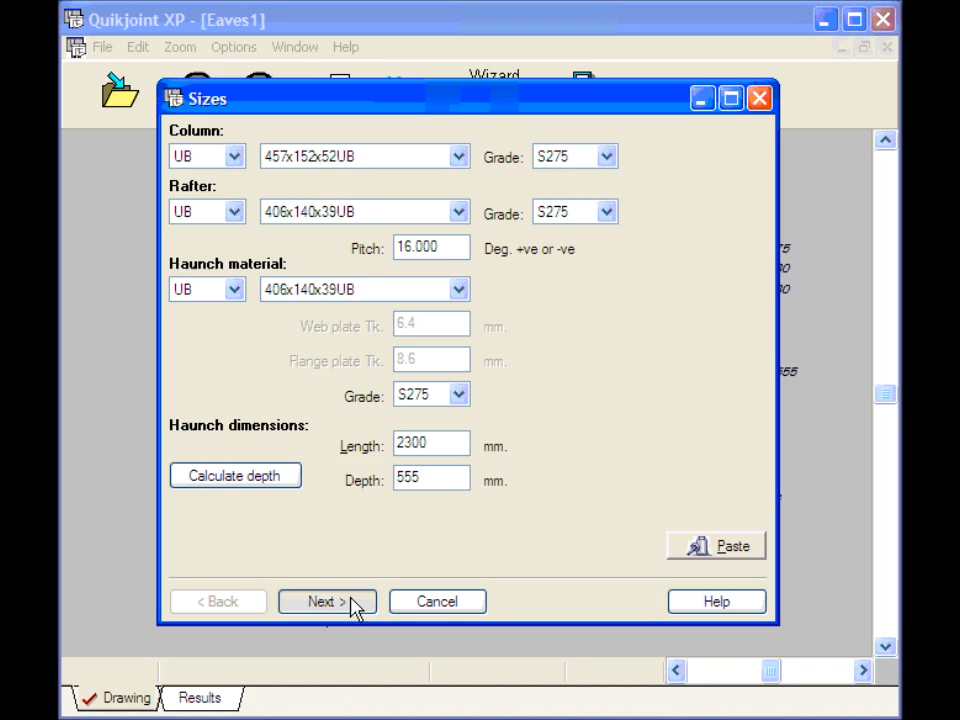 Quikjoint XP - [Eaves1]
File Edit Zoom Options Window Help
Wizard
Sizes
Column:
UB 457x152x52UB Grade: S275
Rafter:
UB 406x140x39UB Grade: S275
Pitch: 16.000 Deg. +ve or -ve
Haunch material:
UB 406x140x39UB
Web plate Tk. 6.4 mm.
Flange plate Tk. 8.6 mm.
Grade: S275
Haunch dimensions:
Length: 2300 mm.
Calculate depth Depth: 555 mm.
Paste
< Back Next > Cancel Help
Drawing Results